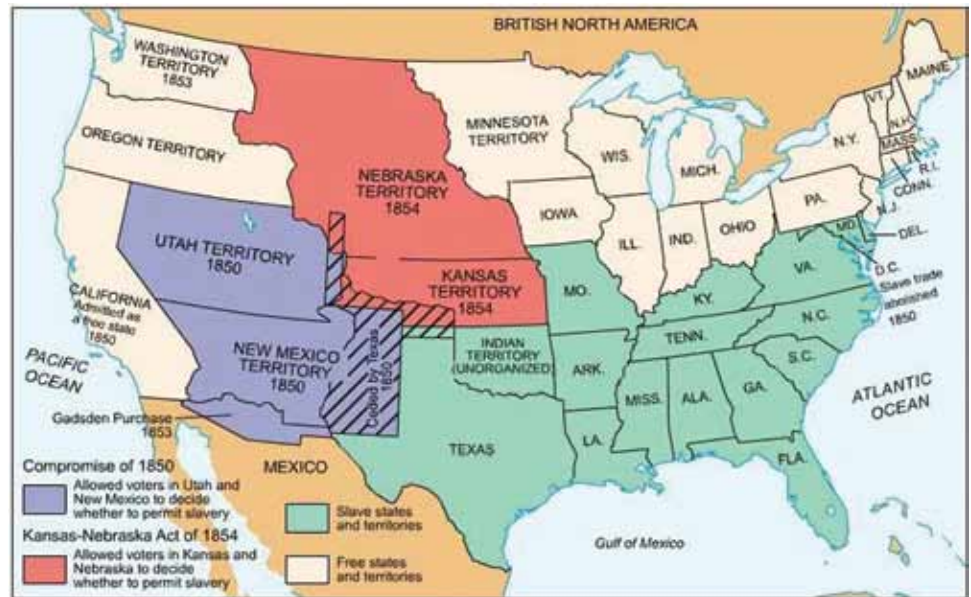 BRITISH NORTH AMERICA
WASHINGTON
TERRITORY
1853
OREGON TERRITORY
MINNESOTA
TERRITORY
NEBRASKA
TERRITORY
1854
UTAH TERRITORY
1850
CALIFORNIA
Admitted as
a free state
1850
KANSAS
TERRITORY
1854
NEW MEXICO
TERRITORY
1850
Ceded by Texas
1850
INDIAN
TERRITORY
(UNORGANIZED)
TEXAS
WIS.
MICH.
IOWA
ILL.
IND.
OHIO
PA.
N.Y.
VT.
N.H.
MAINE
MASS.
R.I.
CONN.
N.J.
DEL.
MD.
D.C.
Slave trade
abolished
1850
MO.
KY.
VA.
N.C.
TENN.
S.C.
ARK.
MISS.
ALA.
GA.
LA.
FLA.
PACIFIC
OCEAN
ATLANTIC
OCEAN
Gulf of Mexico
MEXICO
Gadsden Purchase
1853
Compromise of 1850
Allowed voters in Utah and
New Mexico to decide
whether to permit slavery
Kansas-Nebraska Act of 1854
Allowed voters in Kansas and
Nebraska to decide
whether to permit slavery
Slave states
and territories
Free states
and territories